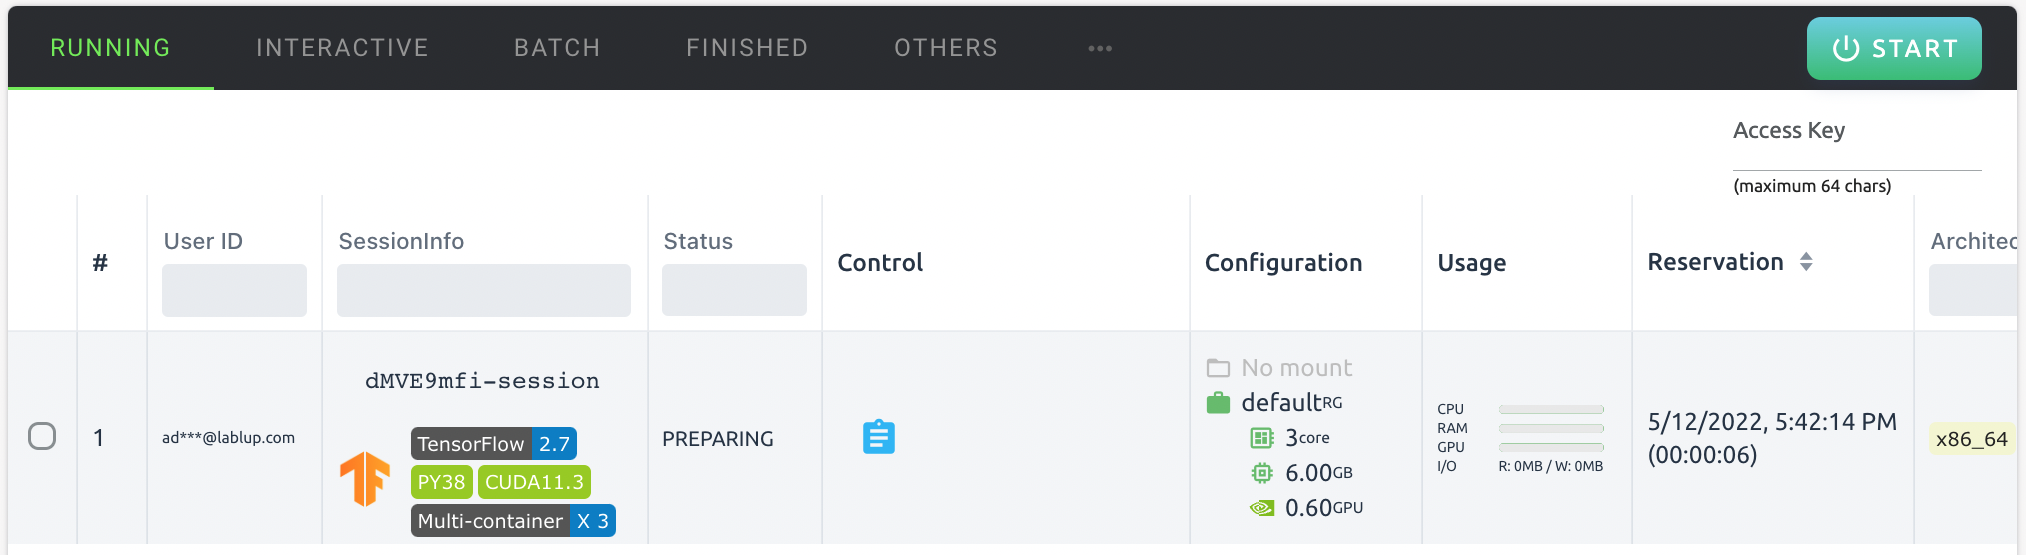 RUNNING INTERACTIVE BATCH FINISHED OTHERS ••• START
Access Key
(maximum 64 chars)
# User ID SessionInfo Status Control Configuration Usage Reservation Architec
1 ad***@lablup.com
dMVE9mfi-session
TensorFlow 2.7
PY38 CUDA11.3
Multi-container X 3
PREPARING
No mount
defaultRG
3core
6.00GB
0.60GPU
CPU
RAM
GPU
I/O R: 0MB / W: 0MB
5/12/2022, 5:42:14 PM
(00:00:06)
x86_64